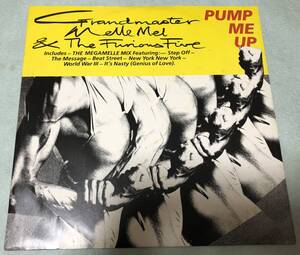 Grandmaster
Melle Mel
& The Furious Five
PUMP
ME
UP
Includes – THE MEGAMELLE MIX Featuring:— Step Off –
The Message – Beat Street – New York New York –
World War III – It's Nasty (Genius of Love).